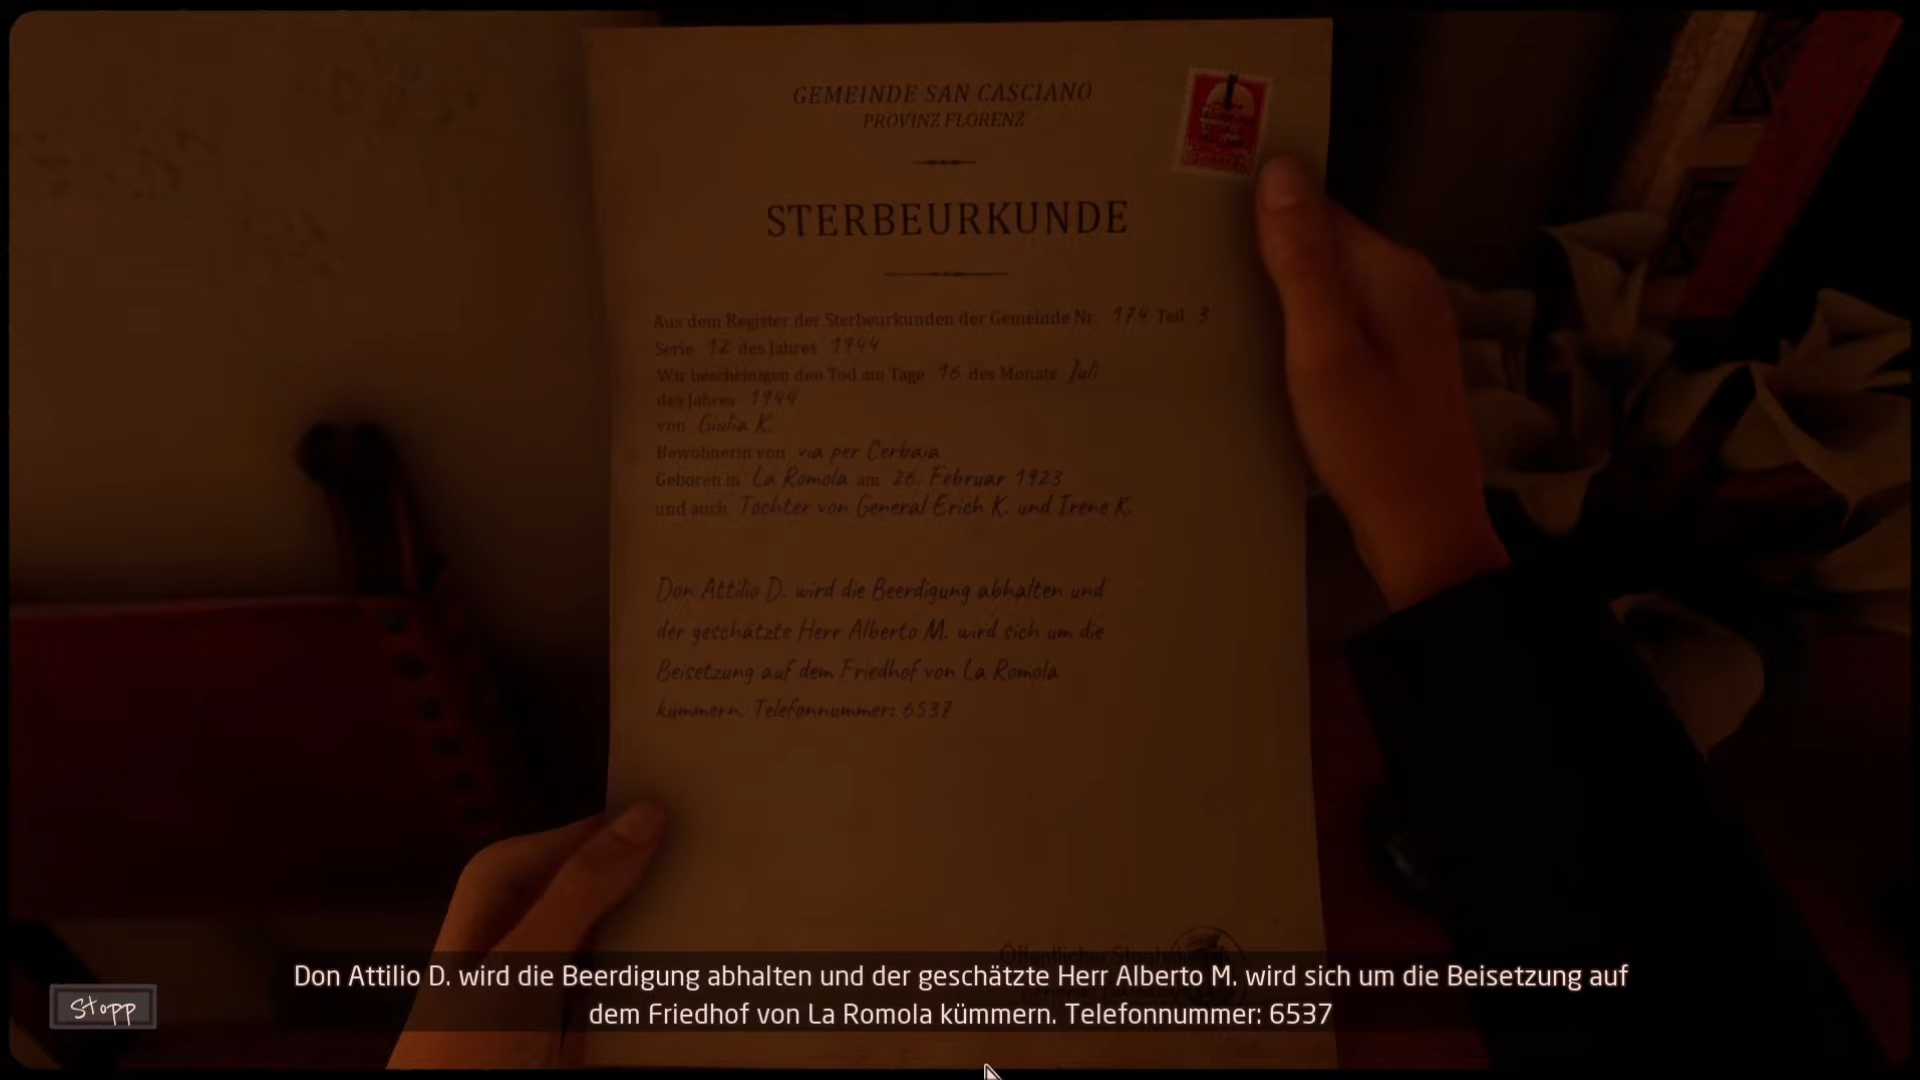 GEMEINDE SAN CASCIANO
PROVINZ FLORENZ
STERBEURKUNDE
Aus dem Register der Sterbeurkunden der Gemeinde Nr. 174 Teil 3
Serie 12 des Jahres 1944
Wir bescheinigen den Tod am Tage 16 des Monats Juli
des Jahres 1944
von Giulia K.
Bewohnerin von via per Cerbaia
Geboren in La Romola am 26. Februar 1923
und auch Tochter von General Erich K. und Irene K.
Don Attilio D. wird die Beerdigung abhalten und
der geschätzte Herr Alberto M. wird sich um die
Beisetzung auf dem Friedhof von La Romola
kümmern. Telefonnummer: 6537
Öffentlicher
Don Attilio D. wird die Beerdigung abhalten und der geschätzte Herr Alberto M. wird sich um die Beisetzung auf
dem Friedhof von La Romola kümmern. Telefonnummer: 6537
Stopp